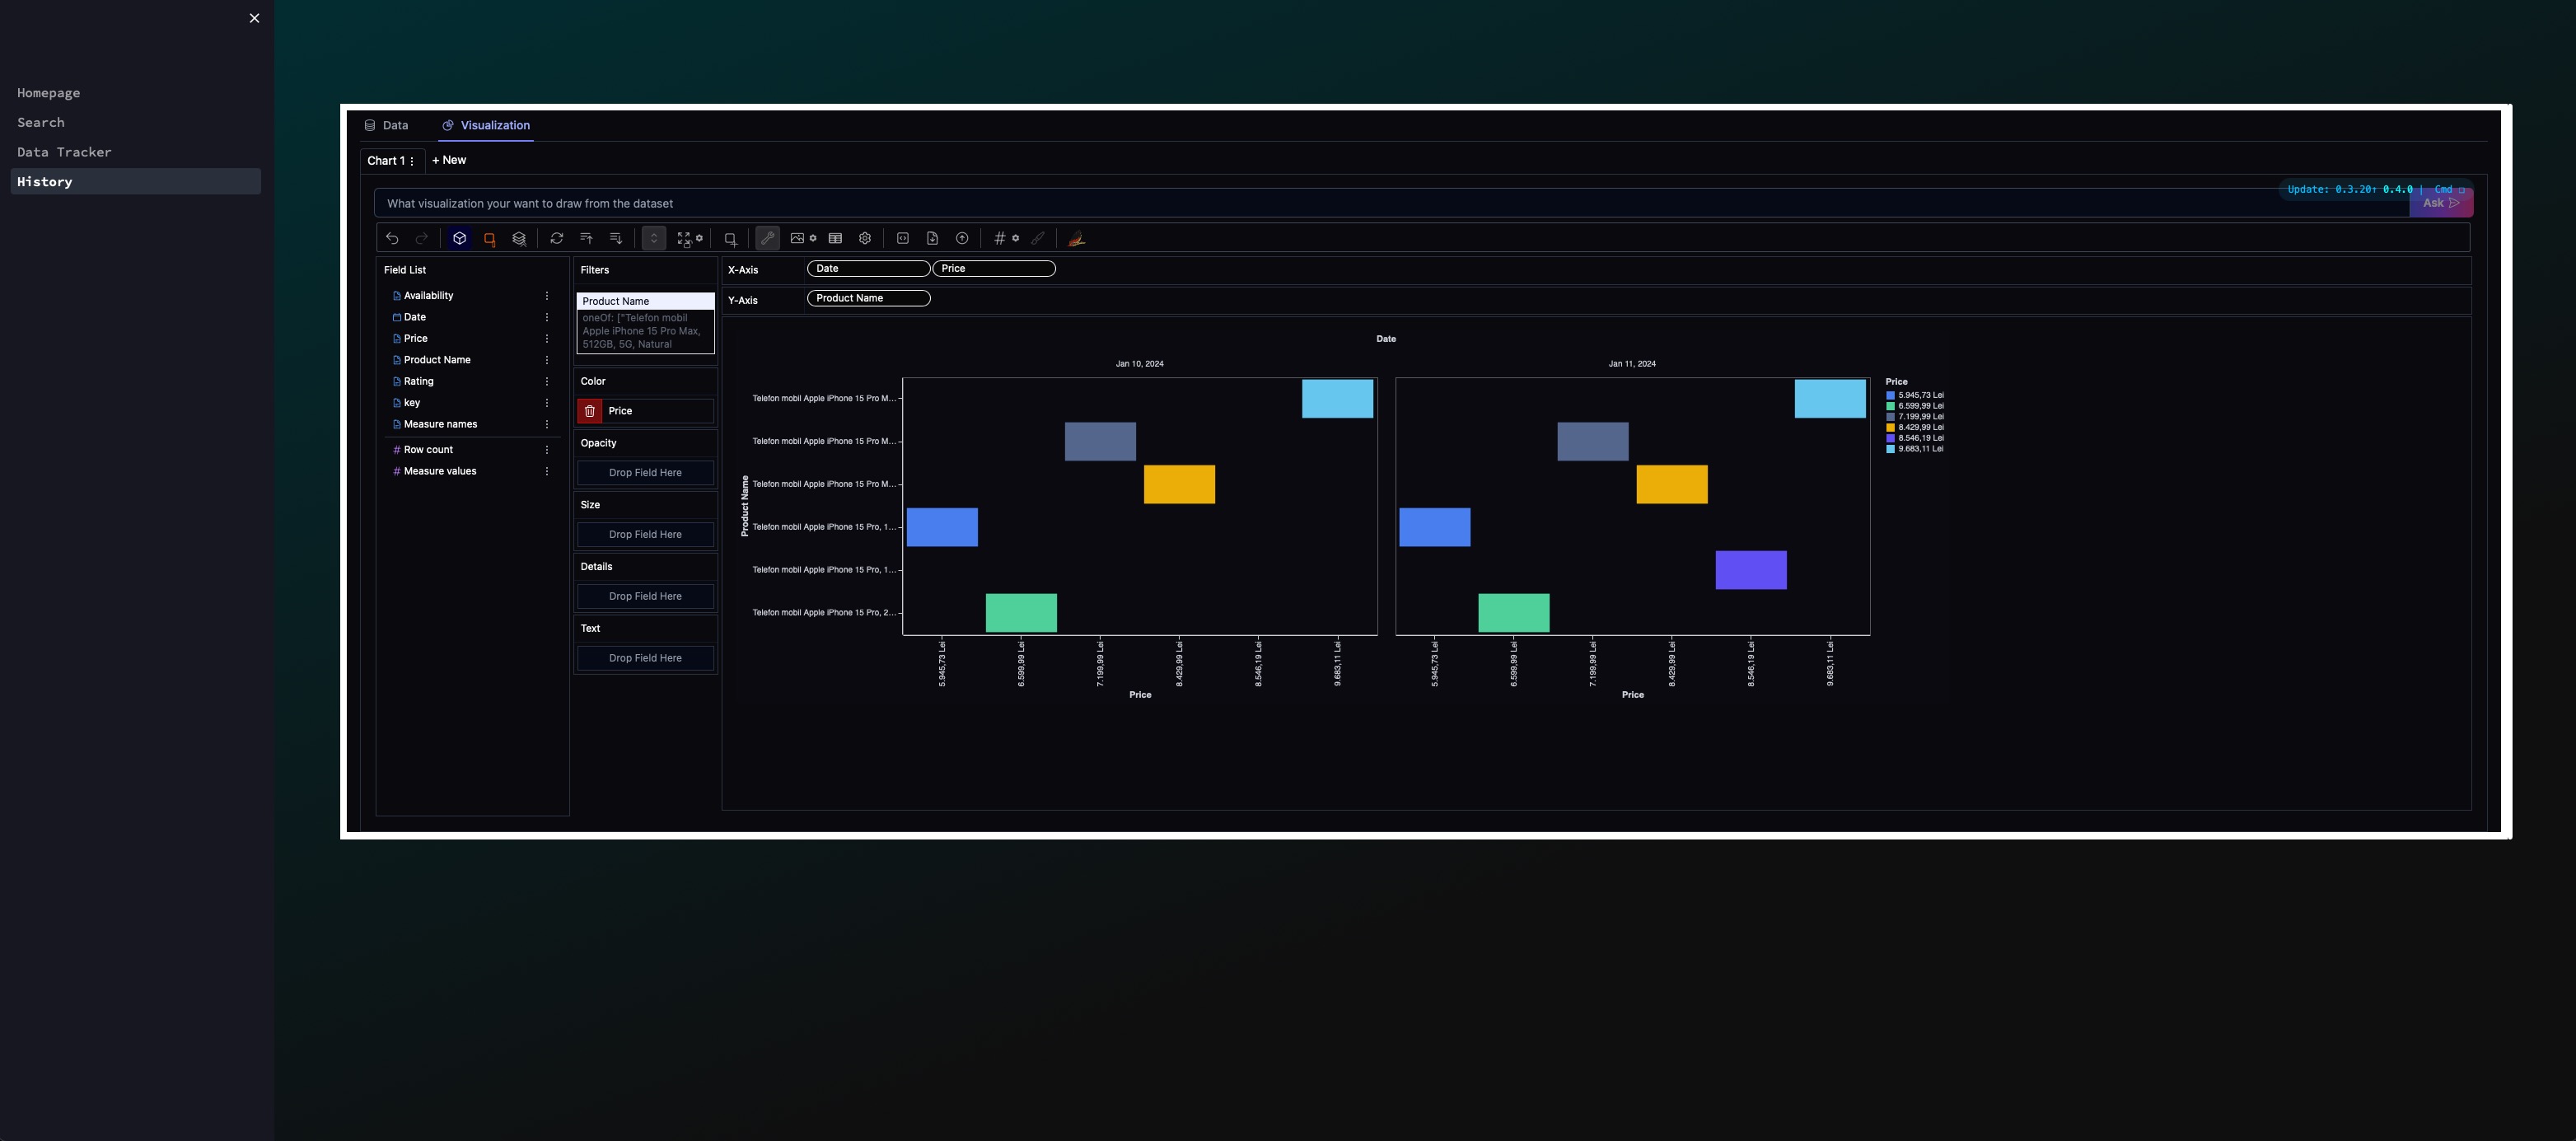 Homepage
Search
Data Tracker
History
Data
Visualization
Chart 1
+ New
Update: 0.3.20↑ 0.4.0 | Cmd
What visualization your want to draw from the dataset
Ask
Field List
Availability
Date
Price
Product Name
Rating
key
Measure names
Row count
Measure values
Filters
Product Name
oneOf: ["Telefon mobil
Apple iPhone 15 Pro Max,
512GB, 5G, Natural
Color
Price
Opacity
Drop Field Here
Size
Drop Field Here
Details
Drop Field Here
Text
Drop Field Here
X-Axis
Date
Price
Y-Axis
Product Name
Date
Jan 10, 2024
Jan 11, 2024
Product Name
Telefon mobil Apple iPhone 15 Pro M...
Telefon mobil Apple iPhone 15 Pro M...
Telefon mobil Apple iPhone 15 Pro M...
Telefon mobil Apple iPhone 15 Pro, 1...
Telefon mobil Apple iPhone 15 Pro, 1...
Telefon mobil Apple iPhone 15 Pro, 2...
5.945,73 Lei
6.599,99 Lei
7.199,99 Lei
8.429,99 Lei
8.546,19 Lei
9.683,11 Lei
Price
5.945,73 Lei
6.599,99 Lei
7.199,99 Lei
8.429,99 Lei
8.546,19 Lei
9.683,11 Lei
Price
Price
5.945,73 Lei
6.599,99 Lei
7.199,99 Lei
8.429,99 Lei
8.546,19 Lei
9.683,11 Lei